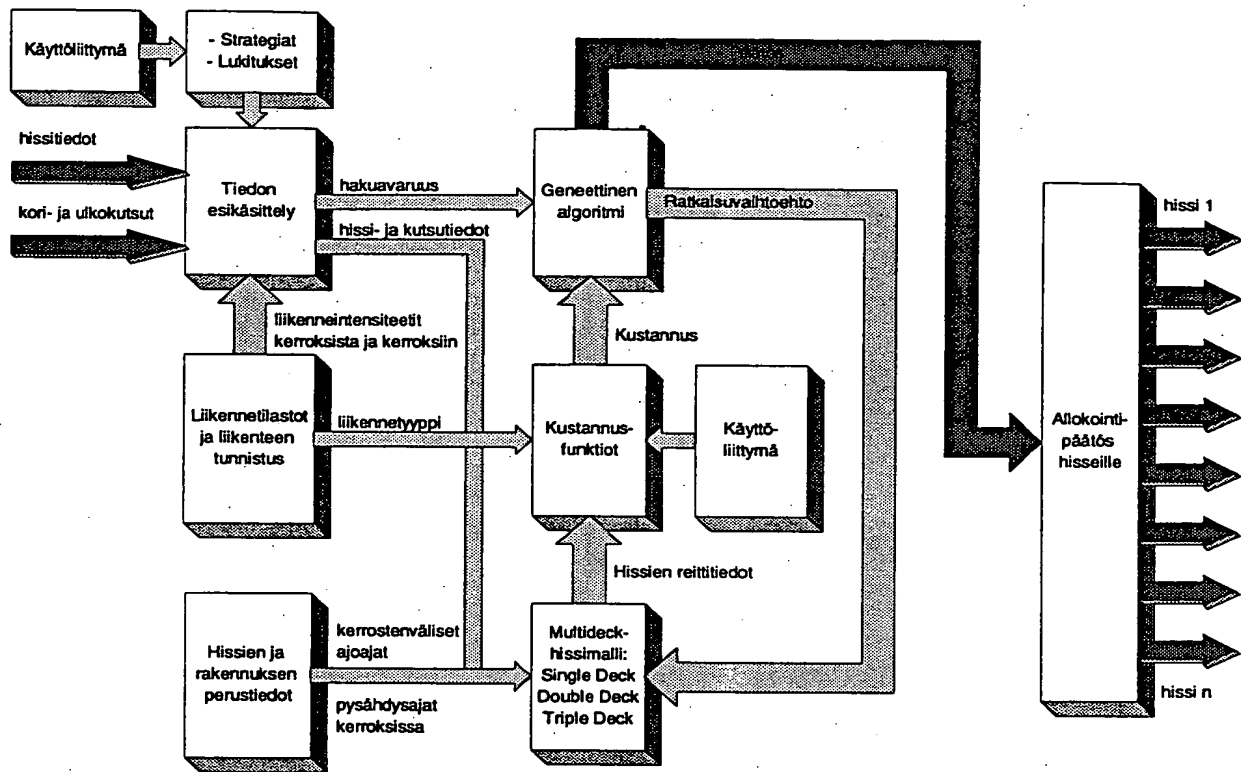 Käyttöliittymä
- Strategiat
- Lukitukset
hissitiedot
kori- ja ulkokutsut
Tiedon
esikäsittely
hakuavaruus
hissi- ja kutsutiedot
Geneettinen
algoritmi
Ratkaisuvaihtoehto
liikenneintensiteetit
kerroksista ja kerroksiin
Kustannus
Liikennetilastot
ja liikenteen
tunnistus
liikennetyyppi
Kustannus-
funktiot
Käyttö-
liittymä
Hissien reittitiedot
Hissien ja
rakennuksen
perustiedot
kerrostenväliset
ajoajat
pysähdysajat
kerroksissa
Multideck-
hissimalli:
Single Deck
Double Deck
Triple Deck
Allokointi-
päätös
hisseille
hissi 1
hissi n